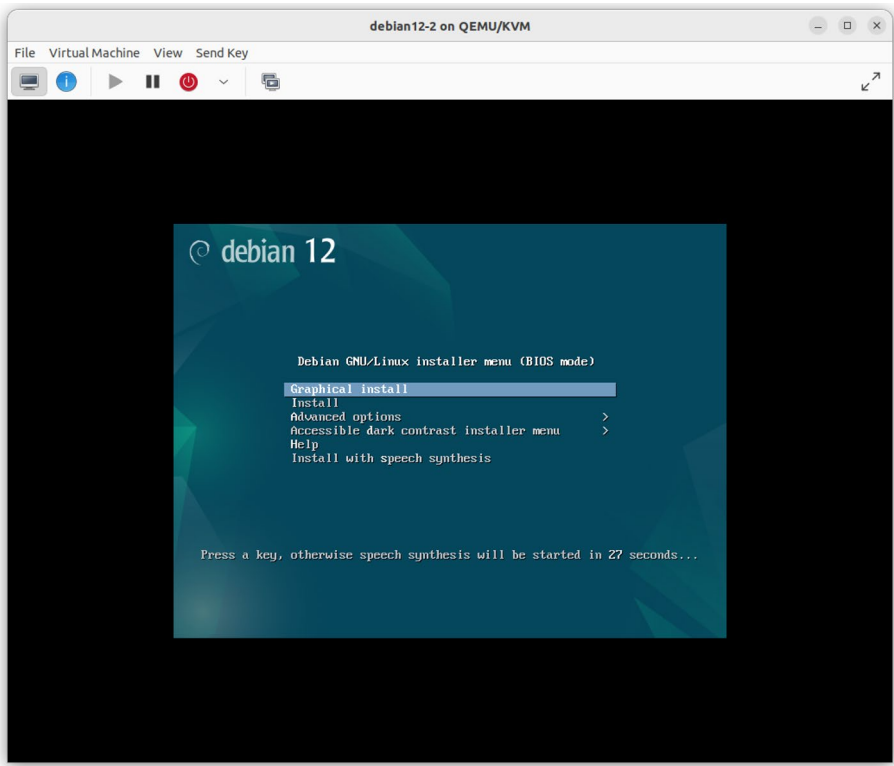 debian12-2 on QEMU/KVM
File Virtual Machine View Send Key
debian 12
Debian GNU/Linux installer menu (BIOS mode)
Graphical install
Install
Advanced options >
Accessible dark contrast installer menu >
Help
Install with speech synthesis
Press a key, otherwise speech synthesis will be started in 27 seconds...